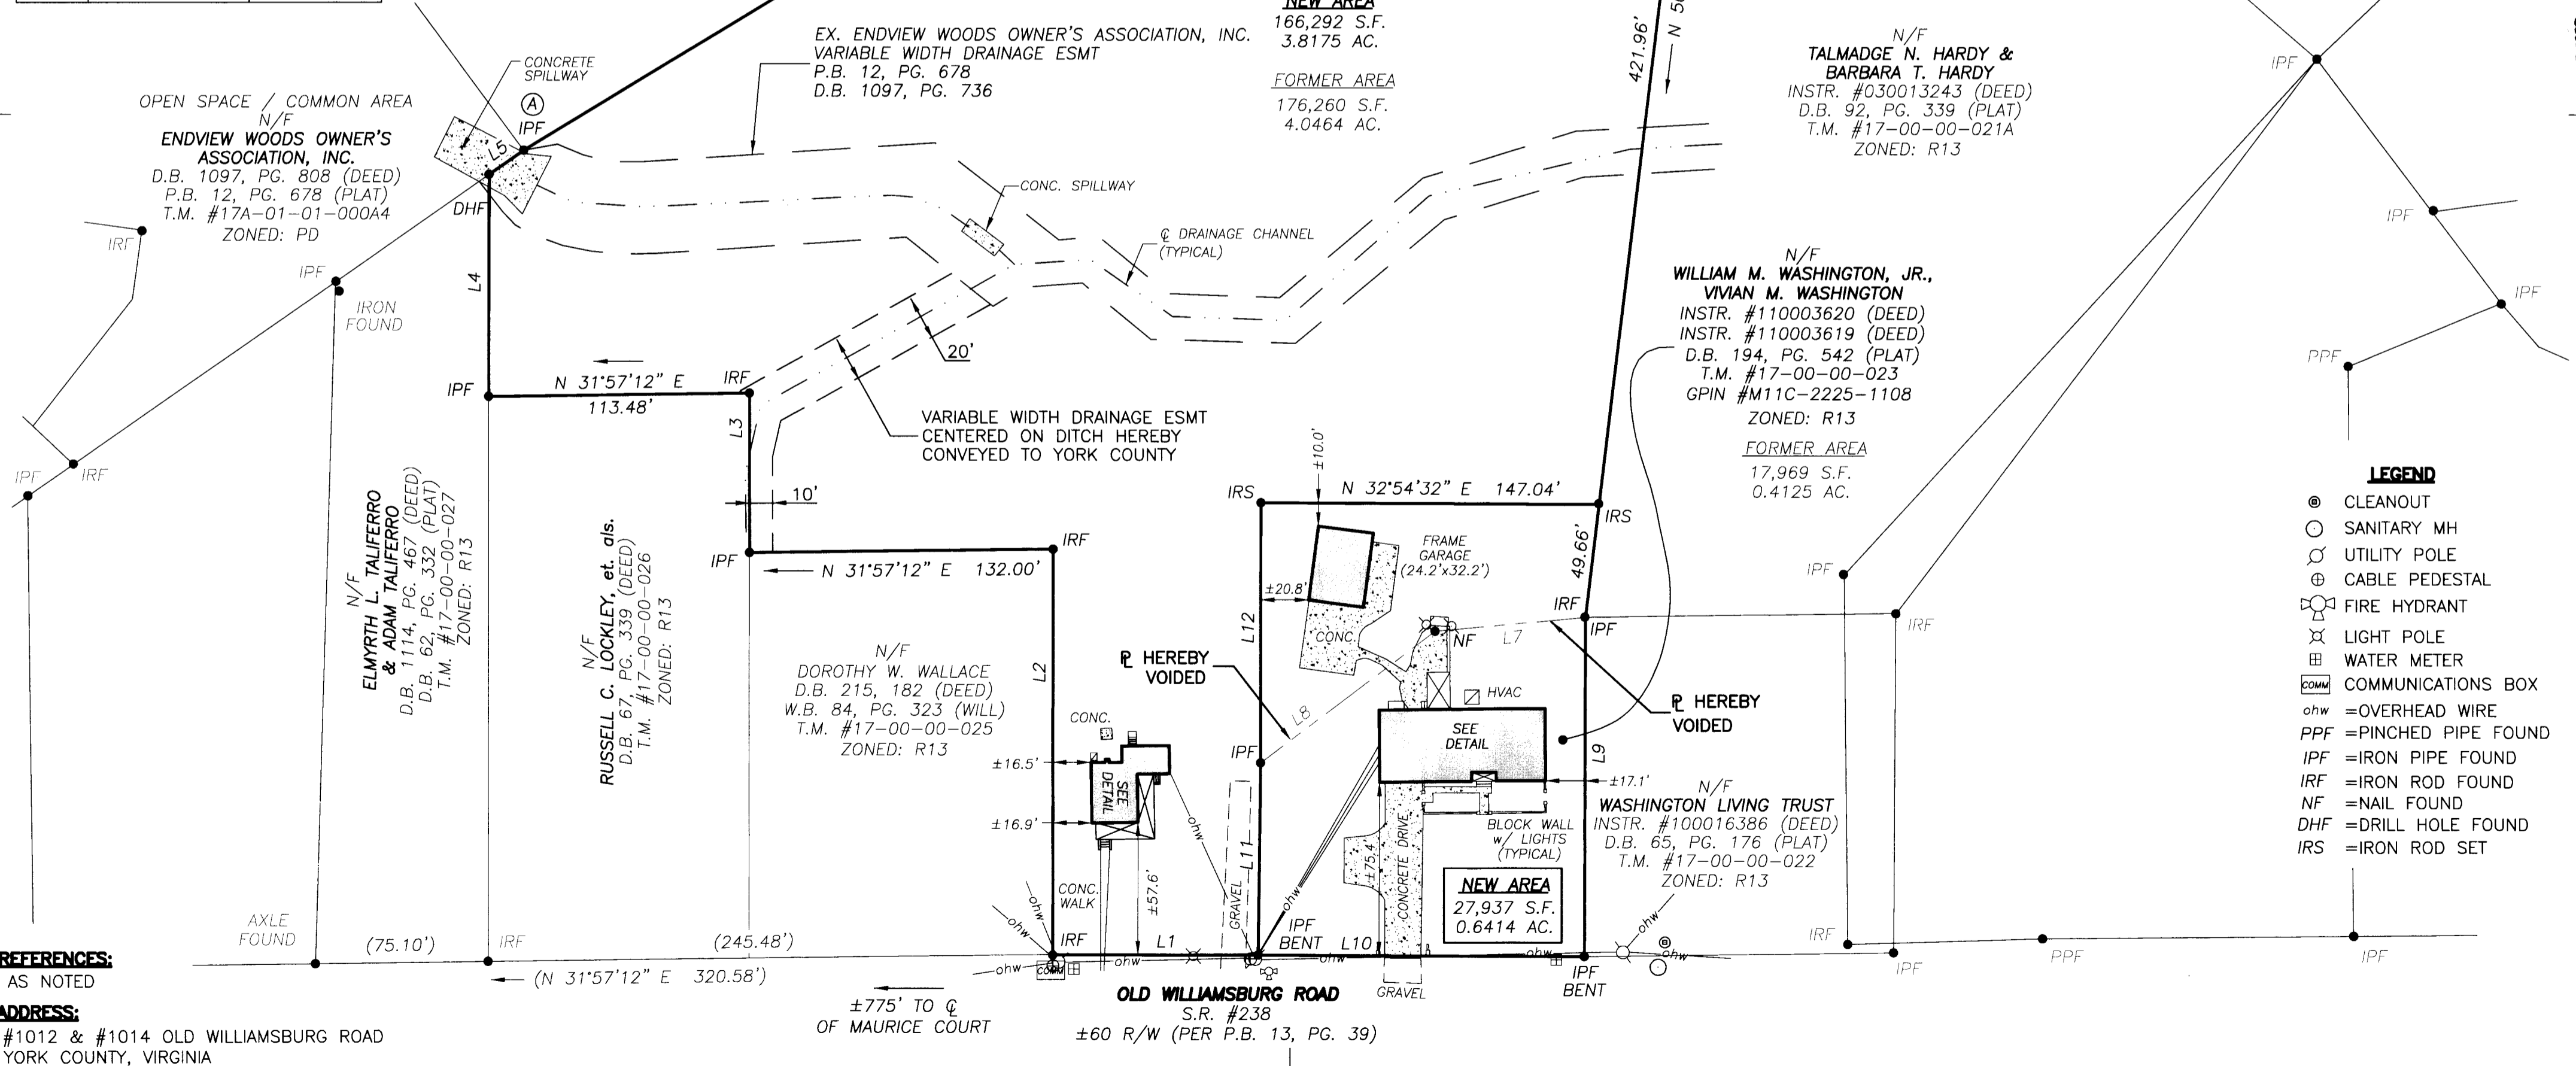 NEW AREA
166,292 S.F.
3.8175 AC.
FORMER AREA
176,260 S.F.
4.0464 AC.
EX. ENDVIEW WOODS OWNER'S ASSOCIATION, INC.
VARIABLE WIDTH DRAINAGE ESMT
P.B. 12, PG. 678
D.B. 1097, PG. 736
CONCRETE
SPILLWAY
A
IPF
L5
DHF
OPEN SPACE / COMMON AREA
N/F
ENDVIEW WOODS OWNER'S
ASSOCIATION, INC.
D.B. 1097, PG. 808 (DEED)
P.B. 12, PG. 678 (PLAT)
T.M. #17A-01-01-000A4
ZONED: PD
IRF
IPF
IRON
FOUND
L4
IPF
IRF
CONC. SPILLWAY
℄ DRAINAGE CHANNEL
(TYPICAL)
20'
421.96'
N/F
TALMADGE N. HARDY &
BARBARA T. HARDY
INSTR. #030013243 (DEED)
D.B. 92, PG. 339 (PLAT)
T.M. #17-00-00-021A
ZONED: R13
IPF
IPF
IPF
PPF
N/F
WILLIAM M. WASHINGTON, JR.,
VIVIAN M. WASHINGTON
INSTR. #110003620 (DEED)
INSTR. #110003619 (DEED)
D.B. 194, PG. 542 (PLAT)
T.M. #17-00-00-023
GPIN #M11C-2225-1108
ZONED: R13
FORMER AREA
17,969 S.F.
0.4125 AC.
IPF
N 31°57'12" E
113.48'
IRF
L3
VARIABLE WIDTH DRAINAGE ESMT
CENTERED ON DITCH HEREBY
CONVEYED TO YORK COUNTY
10'
IPF
N 31°57'12" E 132.00'
IRF
N/F
ELMYRTH L. TALIFERRO
& ADAM TALIFERRO
D.B. 1114, PG. 467 (DEED)
D.B. 62, PG. 332 (PLAT)
T.M. #17-00-00-027
ZONED: R13
N/F
RUSSELL C. LOCKLEY, et. als.
D.B. 67, PG. 339 (DEED)
T.M. #17-00-00-026
ZONED: R13
N/F
DOROTHY W. WALLACE
D.B. 215, 182 (DEED)
W.B. 84, PG. 323 (WILL)
T.M. #17-00-00-025
ZONED: R13
L2
CONC.
±16.5'
±16.9'
SEE
DETAIL
CONC.
WALK
±57.6'
IRS
±10.0'
N 32°54'32" E 147.04'
IRS
FRAME
GARAGE
(24.2'x32.2')
±20.8'
CONC.
49.66'
IRF
IPF
L12
NF
L7
℗ HEREBY
VOIDED
L8
HVAC
℗ HEREBY
VOIDED
IPF
SEE
DETAIL
L9
±17.1'
N/F
WASHINGTON LIVING TRUST
INSTR. #100016386 (DEED)
D.B. 65, PG. 176 (PLAT)
T.M. #17-00-00-022
ZONED: R13
BLOCK WALL
w/ LIGHTS
(TYPICAL)
ohw
L11
GRAVEL
ohw
±75.4'
CONCRETE DRIVE
NEW AREA
27,937 S.F.
0.6414 AC.
IPF
IRF
LEGEND
CLEANOUT
SANITARY MH
UTILITY POLE
CABLE PEDESTAL
FIRE HYDRANT
LIGHT POLE
WATER METER
COMM COMMUNICATIONS BOX
ohw =OVERHEAD WIRE
PPF =PINCHED PIPE FOUND
IPF =IRON PIPE FOUND
IRF =IRON ROD FOUND
NF =NAIL FOUND
DHF =DRILL HOLE FOUND
IRS =IRON ROD SET
AXLE
FOUND
(75.10')
IRF
(245.48')
ohw
ohw
IRF
L1
IPF
BENT
L10
ohw
ohw
COMM
ohw
ohw
ohw
ohw
IPF
BENT
ohw
IRF
IPF
PPF
IPF
(N 31°57'12" E 320.58')
GRAVEL
±775' TO ℄
OF MAURICE COURT
OLD WILLIAMSBURG ROAD
S.R. #238
±60 R/W (PER P.B. 13, PG. 39)
REFERENCES:
AS NOTED
ADDRESS:
#1012 & #1014 OLD WILLIAMSBURG ROAD
YORK COUNTY, VIRGINIA